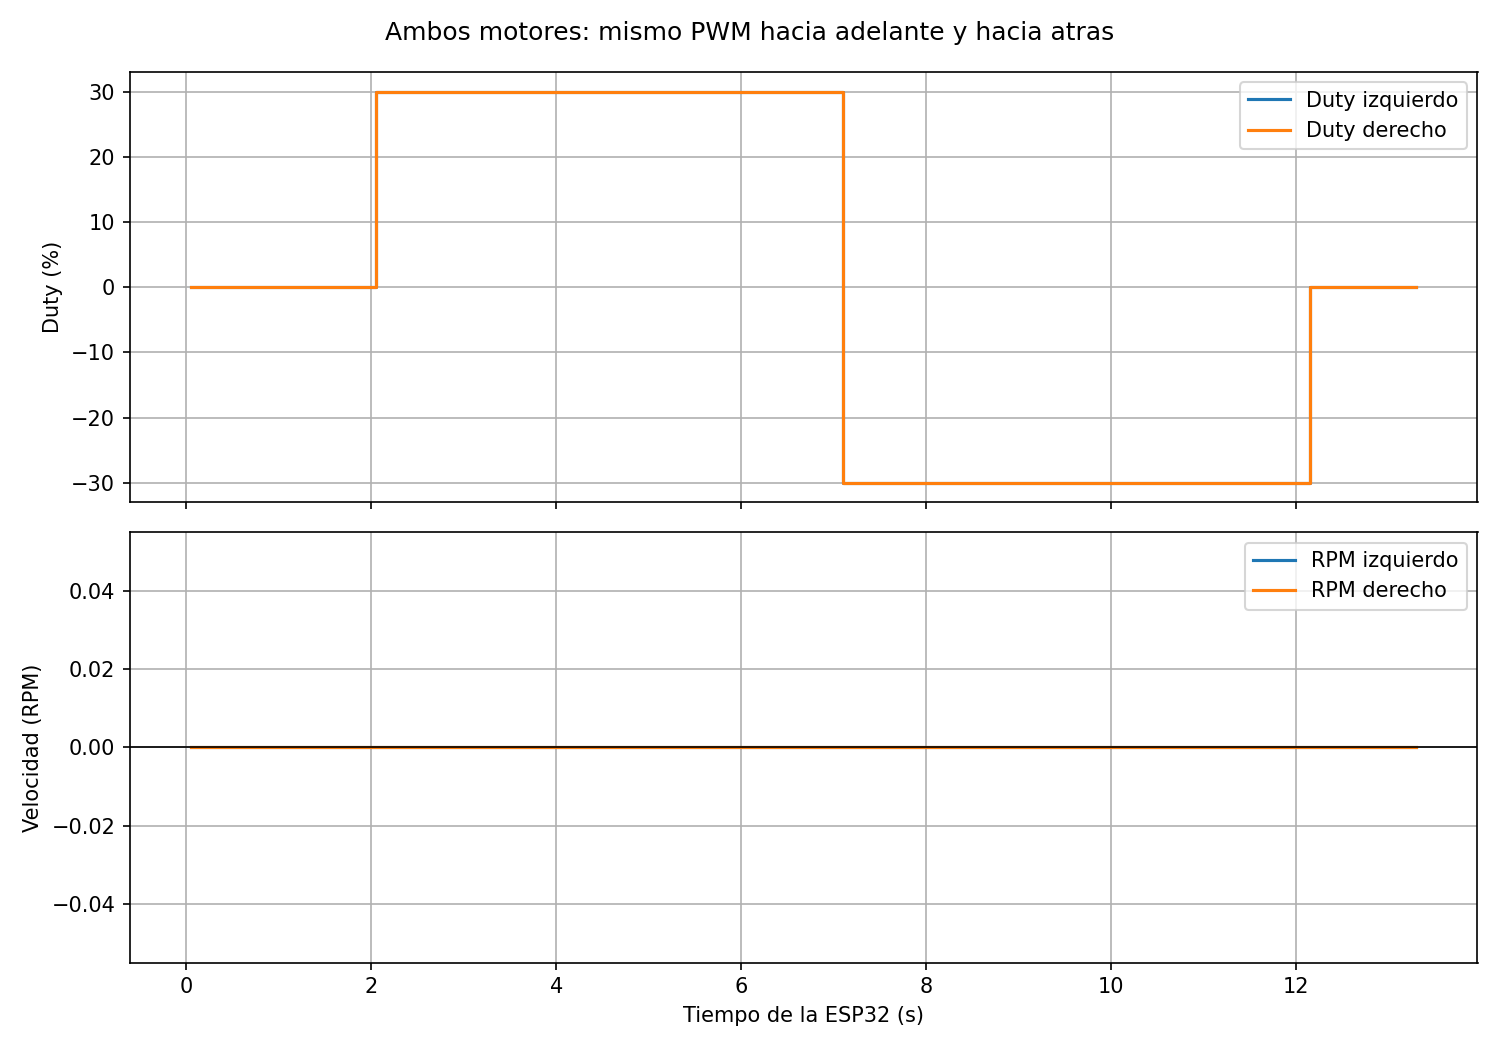 Ambos motores: mismo PWM hacia adelante y hacia atras
Duty (%)
30
20
10
0
−10
−20
−30
Duty izquierdo
Duty derecho
Velocidad (RPM)
0.04
0.02
0.00
−0.02
−0.04
RPM izquierdo
RPM derecho
0 2 4 6 8 10 12
Tiempo de la ESP32 (s)